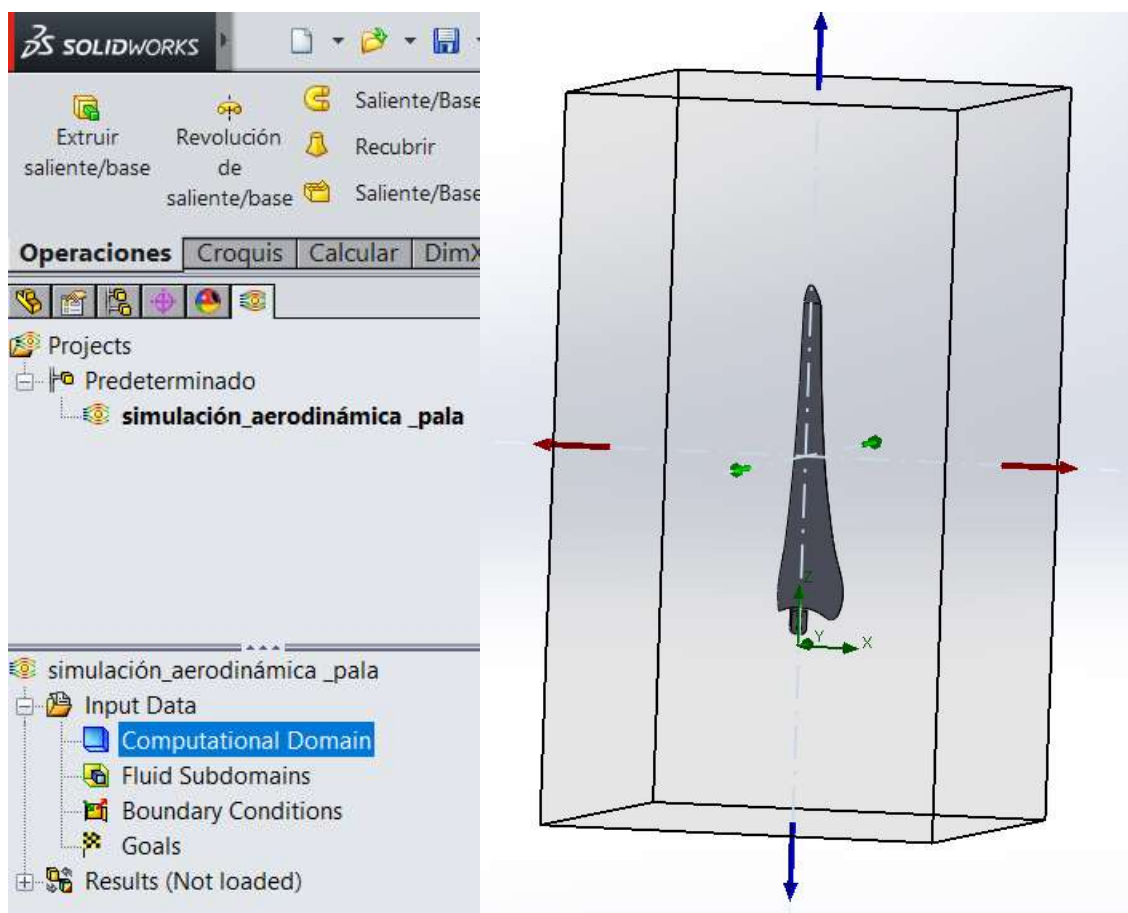 SOLIDWORKS
Extruir
saliente/base
Revolución
de
saliente/base
Saliente/Base
Recubrir
Saliente/Base
Operaciones Croquis Calcular DimX
Projects
Predeterminado
simulación_aerodinámica _pala
simulación_aerodinámica _pala
Input Data
Computational Domain
Fluid Subdomains
Boundary Conditions
Goals
Results (Not loaded)
Z
Y
X